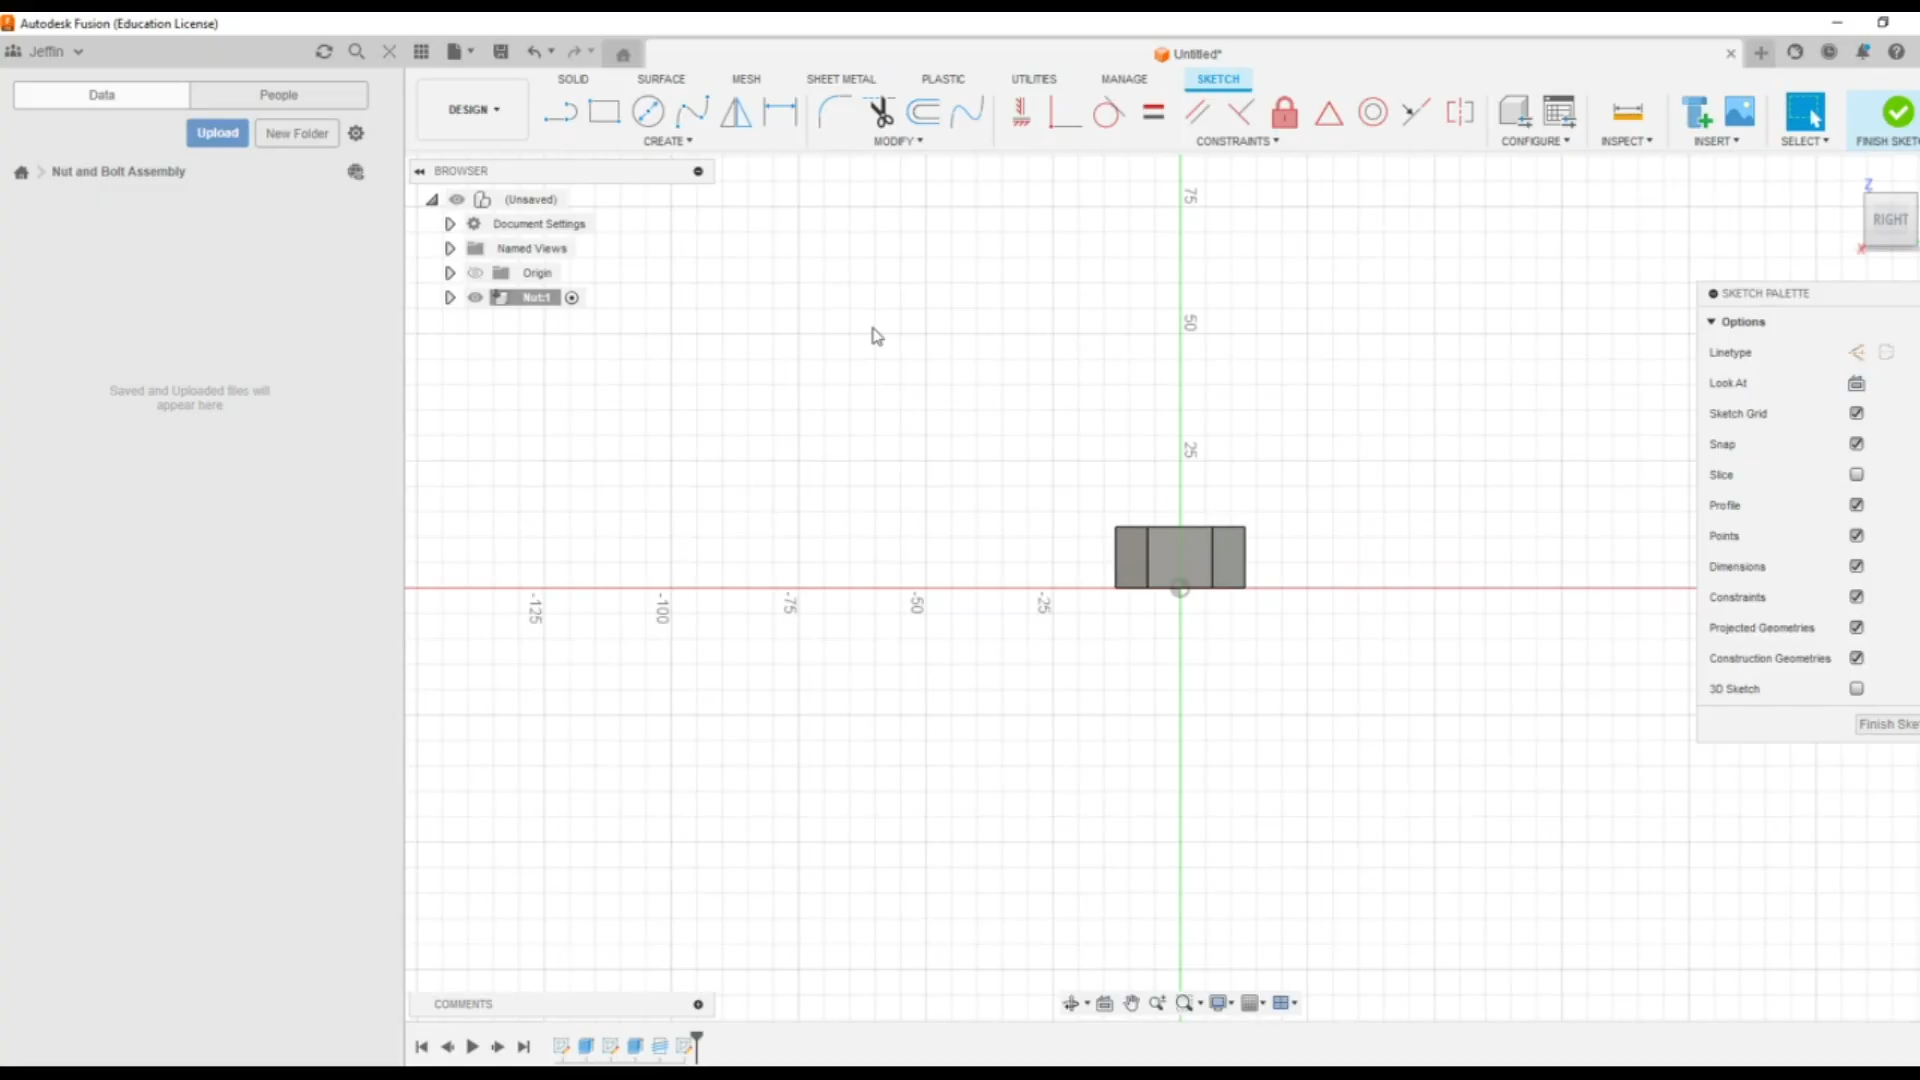 Autodesk Fusion (Education License)
Jeffin
Untitled*
Data
People
Upload
New Folder
Nut and Bolt Assembly
Saved and Uploaded files will
appear here
DESIGN
SOLID
SURFACE
MESH
SHEET METAL
PLASTIC
UTILITIES
MANAGE
SKETCH
CREATE
MODIFY
CONSTRAINTS
CONFIGURE
INSPECT
INSERT
SELECT
FINISH SKET
BROWSER
(Unsaved)
Document Settings
Named Views
Origin
Nut:1
75
50
25
-125
-100
-75
-50
-25
Z
RIGHT
X
SKETCH PALETTE
Options
Linetype
Look At
Sketch Grid
Snap
Slice
Profile
Points
Dimensions
Constraints
Projected Geometries
Construction Geometries
3D Sketch
Finish Ske
COMMENTS